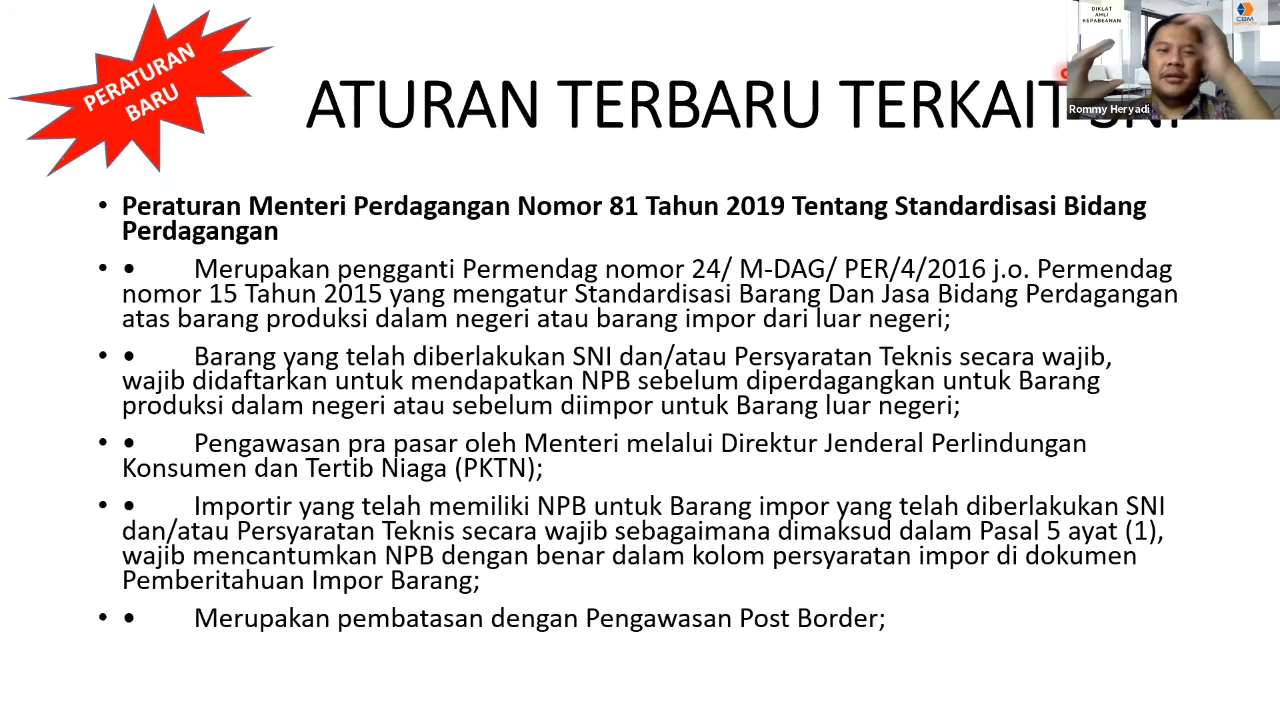 PERATURAN
BARU
ATURAN TERBARU TERKAIT SNI
DIKLAT
AHLI
KEPABEANAN
CBM
Rommy Heryadi
• Peraturan Menteri Perdagangan Nomor 81 Tahun 2019 Tentang Standardisasi Bidang
Perdagangan
• • Merupakan pengganti Permendag nomor 24/ M-DAG/ PER/4/2016 j.o. Permendag
nomor 15 Tahun 2015 yang mengatur Standardisasi Barang Dan Jasa Bidang Perdagangan
atas barang produksi dalam negeri atau barang impor dari luar negeri;
• • Barang yang telah diberlakukan SNI dan/atau Persyaratan Teknis secara wajib,
wajib didaftarkan untuk mendapatkan NPB sebelum diperdagangkan untuk Barang
produksi dalam negeri atau sebelum diimpor untuk Barang luar negeri;
• • Pengawasan pra pasar oleh Menteri melalui Direktur Jenderal Perlindungan
Konsumen dan Tertib Niaga (PKTN);
• • Importir yang telah memiliki NPB untuk Barang impor yang telah diberlakukan SNI
dan/atau Persyaratan Teknis secara wajib sebagaimana dimaksud dalam Pasal 5 ayat (1),
wajib mencantumkan NPB dengan benar dalam kolom persyaratan impor di dokumen
Pemberitahuan Impor Barang;
• • Merupakan pembatasan dengan Pengawasan Post Border;